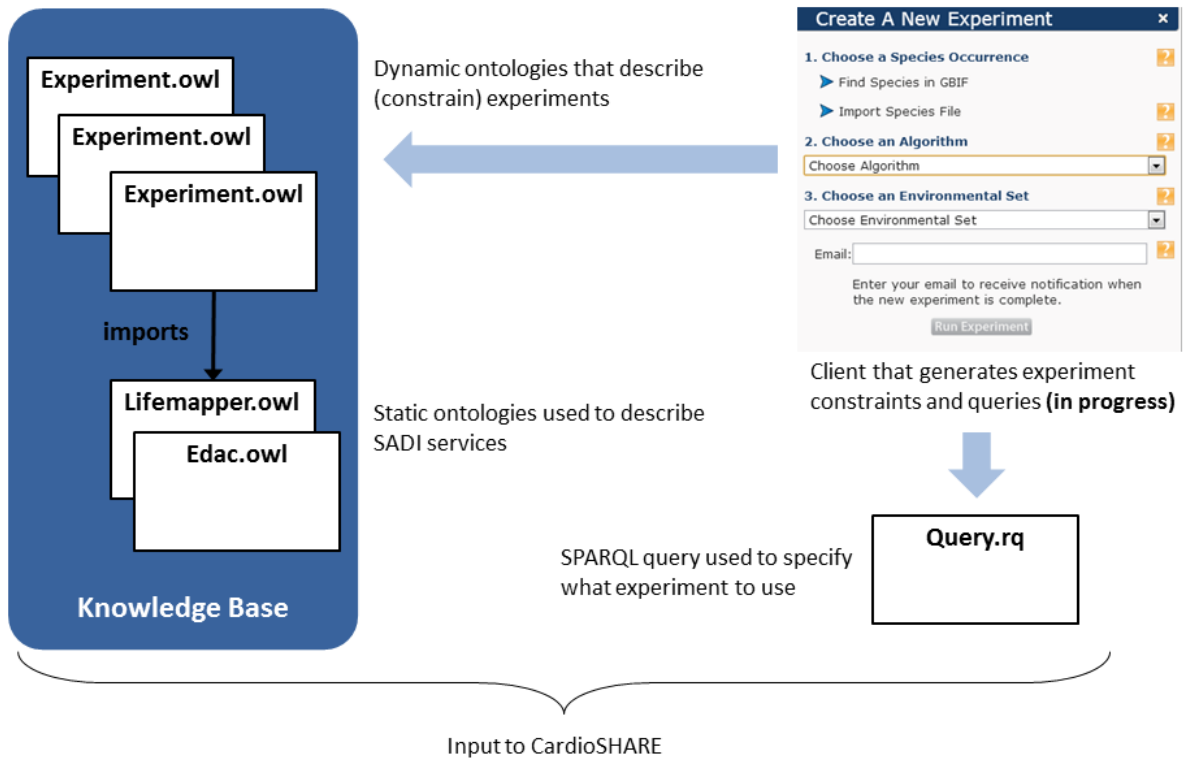 Experiment.owl
Experiment.owl
Experiment.owl
imports
Lifemapper.owl
Edac.owl
Knowledge Base
Dynamic ontologies that describe
(constrain) experiments
Static ontologies used to describe
SADI services
Create A New Experiment ×
1. Choose a Species Occurrence ?
Find Species in GBIF
Import Species File ?
2. Choose an Algorithm ?
Choose Algorithm
3. Choose an Environmental Set ?
Choose Environmental Set
Email: ?
Enter your email to receive notification when
the new experiment is complete.
Run Experiment
Client that generates experiment
constraints and queries (in progress)
SPARQL query used to specify
what experiment to use
Query.rq
Input to CardioSHARE